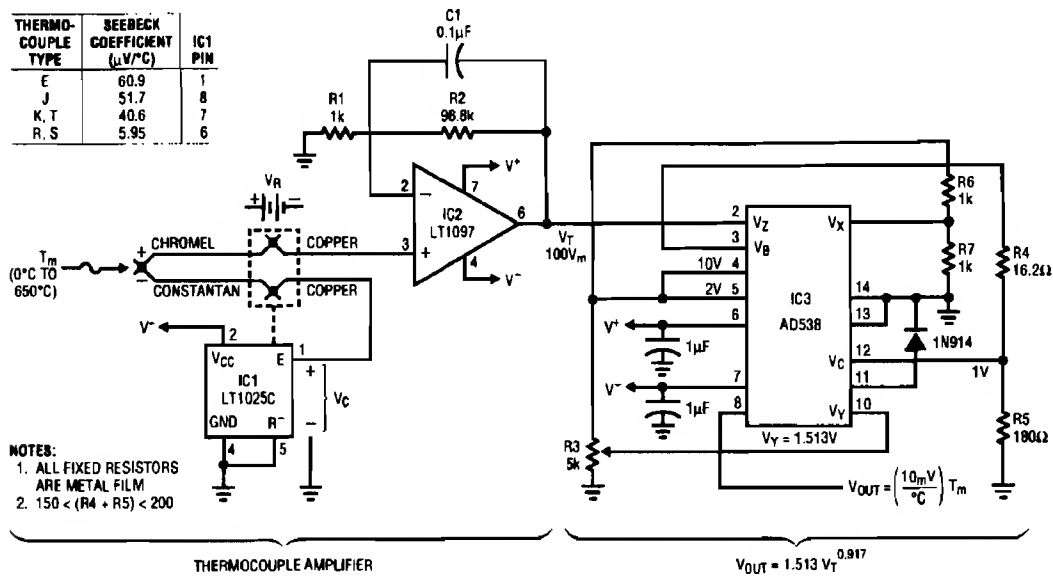 THERMO-
COUPLE
TYPE
SEEBECK
COEFFICIENT
(µV/°C)
IC1
PIN
E 60.9 1
J 51.7 8
K, T 40.6 7
R, S 5.95 6
C1
0.1µF
R1
1k
R2
98.8k
V+
2
−
7
IC2
LT1097
6
3
+
4
V−
VR
+ −
CHROMEL
COPPER
Tm
(0°C TO
650°C)
+
−
CONSTANTAN
COPPER
V−
2
VCC
E
1
IC1
LT1025C
GND
R−
4
5
+
VC
−
VT
100Vm
2
VZ
VX
3
VB
10V
4
2V
5
14
IC3
AD538
13
V+
6
1µF
12
VC
V−
7
11
1µF
8
10
VY
VY = 1.513V
R6
1k
R7
1k
R4
16.2Ω
1N914
1V
R5
180Ω
R3
5k
VOUT = (10mV/°C) Tm
NOTES:
1. ALL FIXED RESISTORS
ARE METAL FILM
2. 150 < (R4 + R5) < 200
THERMOCOUPLE AMPLIFIER
VOUT = 1.513 VT^0.917